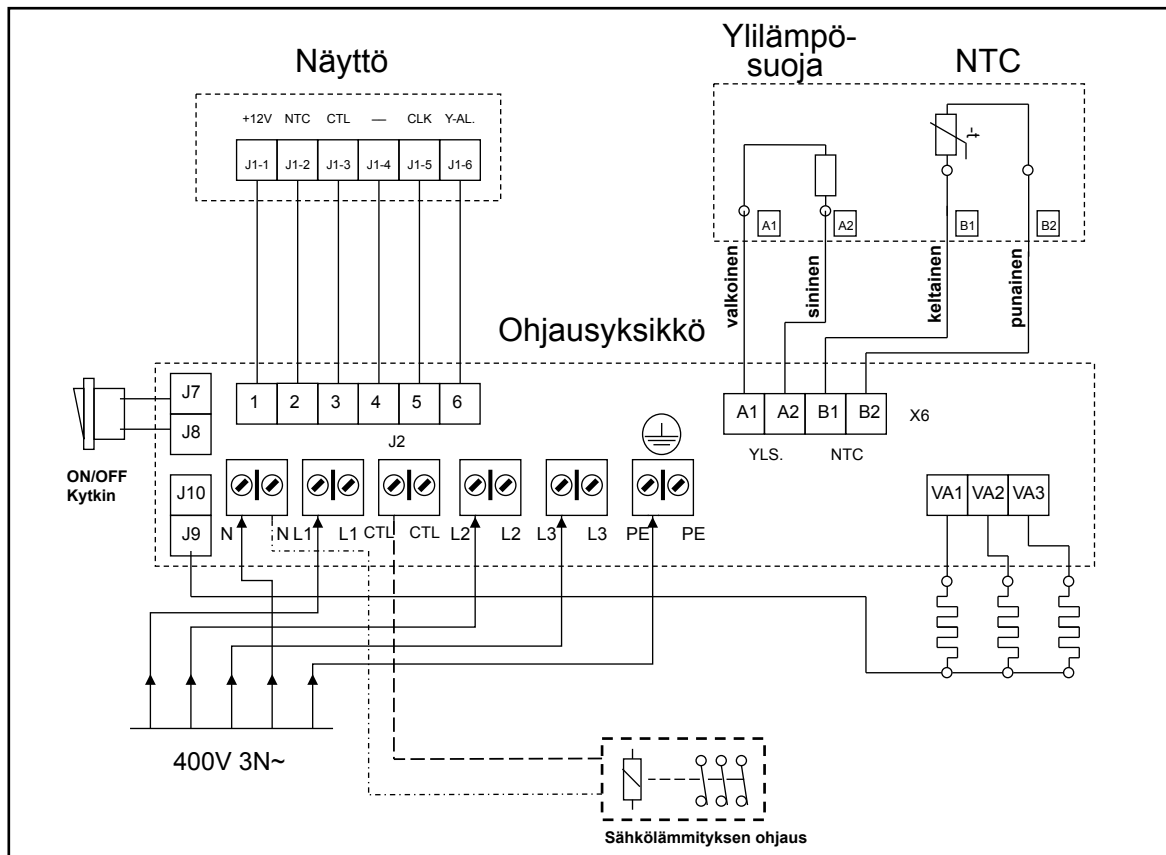 Näyttö
Ylilämpö-
suoja
NTC
+12V NTC CTL — CLK Y-AL.
J1-1 J1-2 J1-3 J1-4 J1-5 J1-6
-t
A1 A2 B1 B2
valkoinen
sininen
keltainen
punainen
Ohjausyksikkö
J7
J8
1 2 3 4 5 6
J2
A1 A2 B1 B2 X6
YLS. NTC
ON/OFF
Kytkin
J10
J9
N N L1 L1 CTL CTL L2 L2 L3 L3 PE PE
VA1 VA2 VA3
400V 3N~
Sähkölämmityksen ohjaus